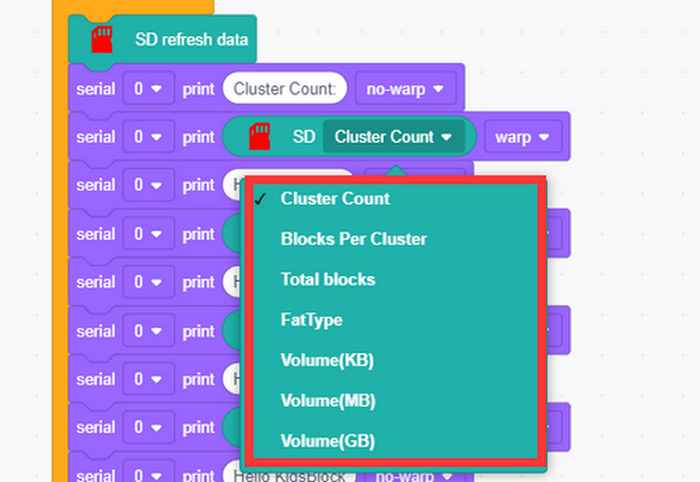 SD refresh data
serial 0 print Cluster Count: no-warp
serial 0 print SD Cluster Count warp
serial 0 print
serial 0 print
serial 0 print
serial 0 print
serial 0 print
serial 0 print
serial 0 print Hello KidsBlock no-warp
✓ Cluster Count
Blocks Per Cluster
Total blocks
FatType
Volume(KB)
Volume(MB)
Volume(GB)